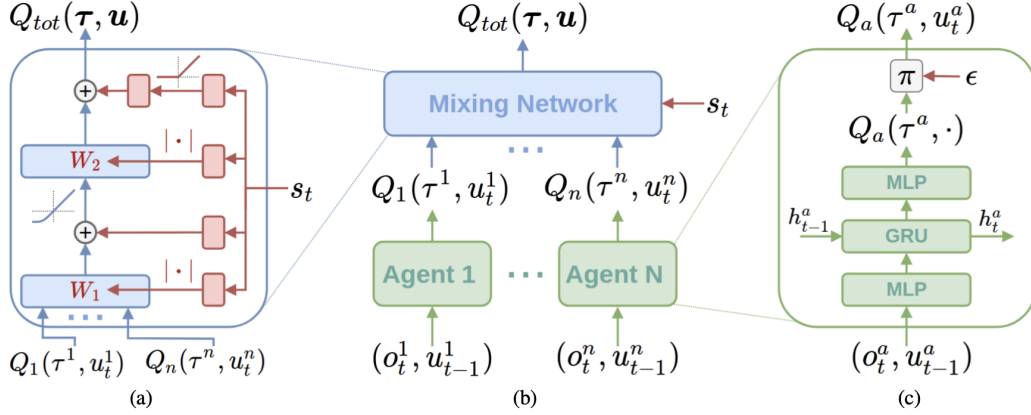 Q_{tot}(τ, u)
W_2
| · |
s_t
W_1
| · |
Q_1(τ^1, u_t^1)
Q_n(τ^n, u_t^n)
(a)
Q_{tot}(τ, u)
Mixing Network
s_t
Q_1(τ^1, u_t^1)
Q_n(τ^n, u_t^n)
Agent 1
Agent N
(o_t^1, u_{t-1}^1)
(o_t^n, u_{t-1}^n)
(b)
Q_a(τ^a, u_t^a)
π
ϵ
Q_a(τ^a, ·)
MLP
h_{t-1}^a
GRU
h_t^a
MLP
(o_t^a, u_{t-1}^a)
(c)